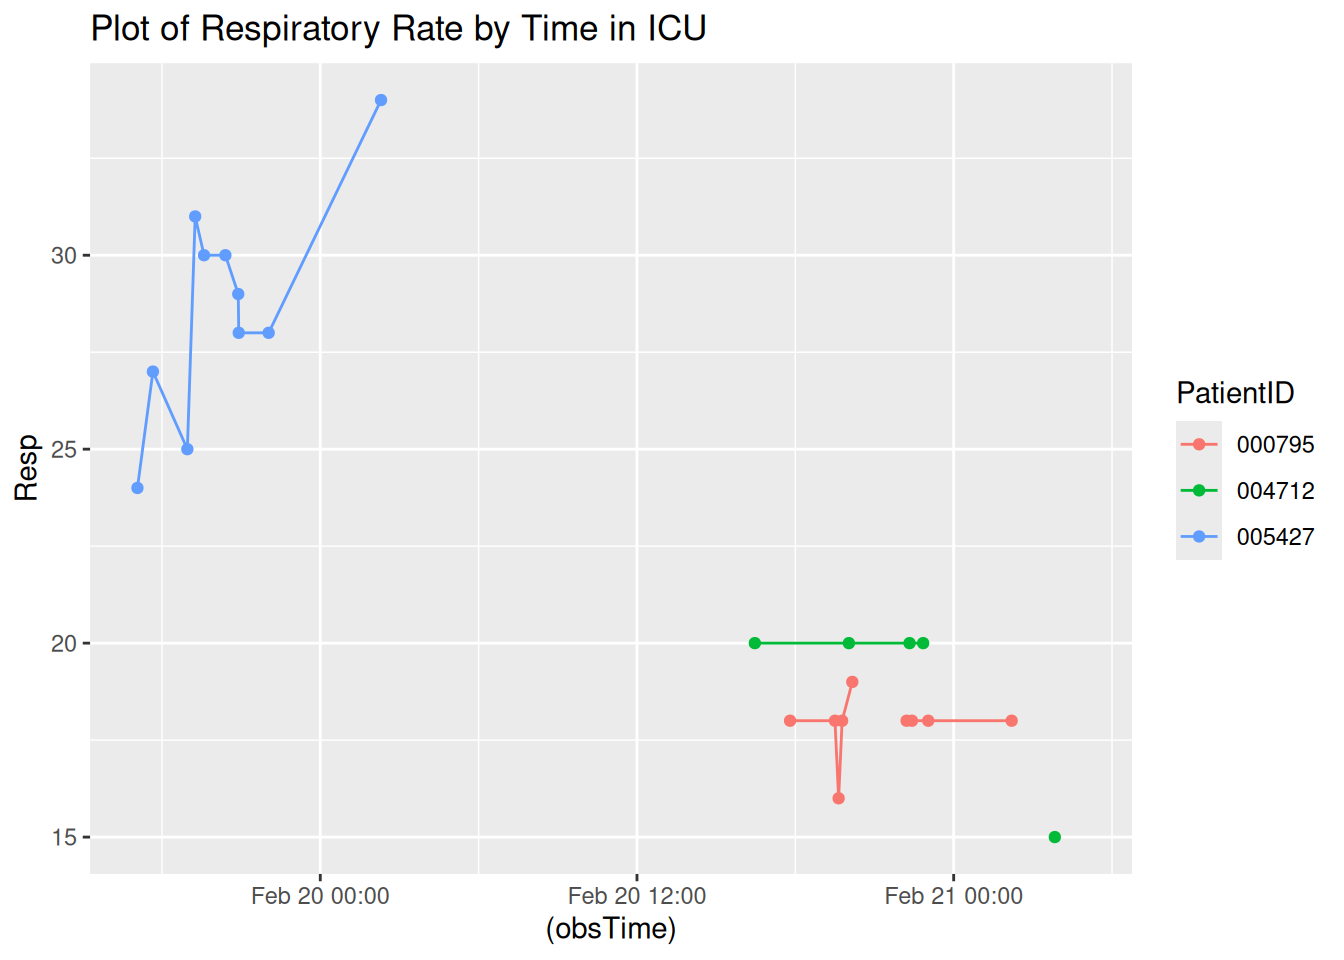 Plot of Respiratory Rate by Time in ICU
Resp
30
25
20
15
Feb 20 00:00
Feb 20 12:00
Feb 21 00:00
(obsTime)
PatientID
000795
004712
005427